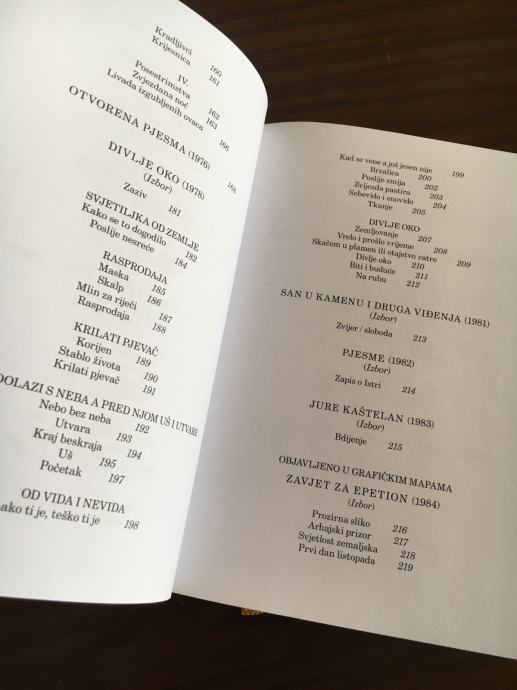 Kradljivci 160
Krijesnica 161
IV.
Posestrimstva 162
Zvjezdana noć 163
Livada izgubljenih ovaca 166
OTVORENA PJESMA (1976) 168
DIVLJE OKO (1978)
(Izbor)
Zaziv 181
SVJETILJKA OD ZEMLJE
Kako se to dogodilo 182
Poslije nesreće 184
RASPRODAJA
Maska 185
Skalp 186
Mlin za riječi 187
Rasprodaja 188
KRILATI PJEVAČ
Korijen 189
Stablo života 190
Krilati pjevač 191
DOLAZI S NEBA A PRED NJOM UŠ I UTVARE
Nebo bez neba 192
Utvara 193
Kraj beskraja 194
Uš 195
Početak 197
OD VIDA I NEVIDA
ako ti je, teško ti je 198
Kad se vene a još jesen nije 199
Brzalica 200
Poslije zmija 202
Zvijezda pastira 203
Sebevido i snovido 204
Tkanje 205
DIVLJE OKO
Zemljovanje 207
Vrelo i prošlo vrijeme 208
Skačem u plamen ili otajstvo vatre 209
Divlje oko 210
Biti i buduće 211
Na rubu 212
SAN U KAMENU I DRUGA VIĐENJA (1981)
(Izbor)
Zvijer / sloboda 213
PJESME (1982)
(Izbor)
Zapis o Istri 214
JURE KAŠTELAN (1983)
(Izbor)
Bdijenje 215
OBJAVLJENO U GRAFIČKIM MAPAMA
ZAVJET ZA EPETION (1984)
(Izbor)
Prozirna sliko 216
Arhajski prizor 217
Svjetlost zemaljska 218
Prvi dan listopada 219